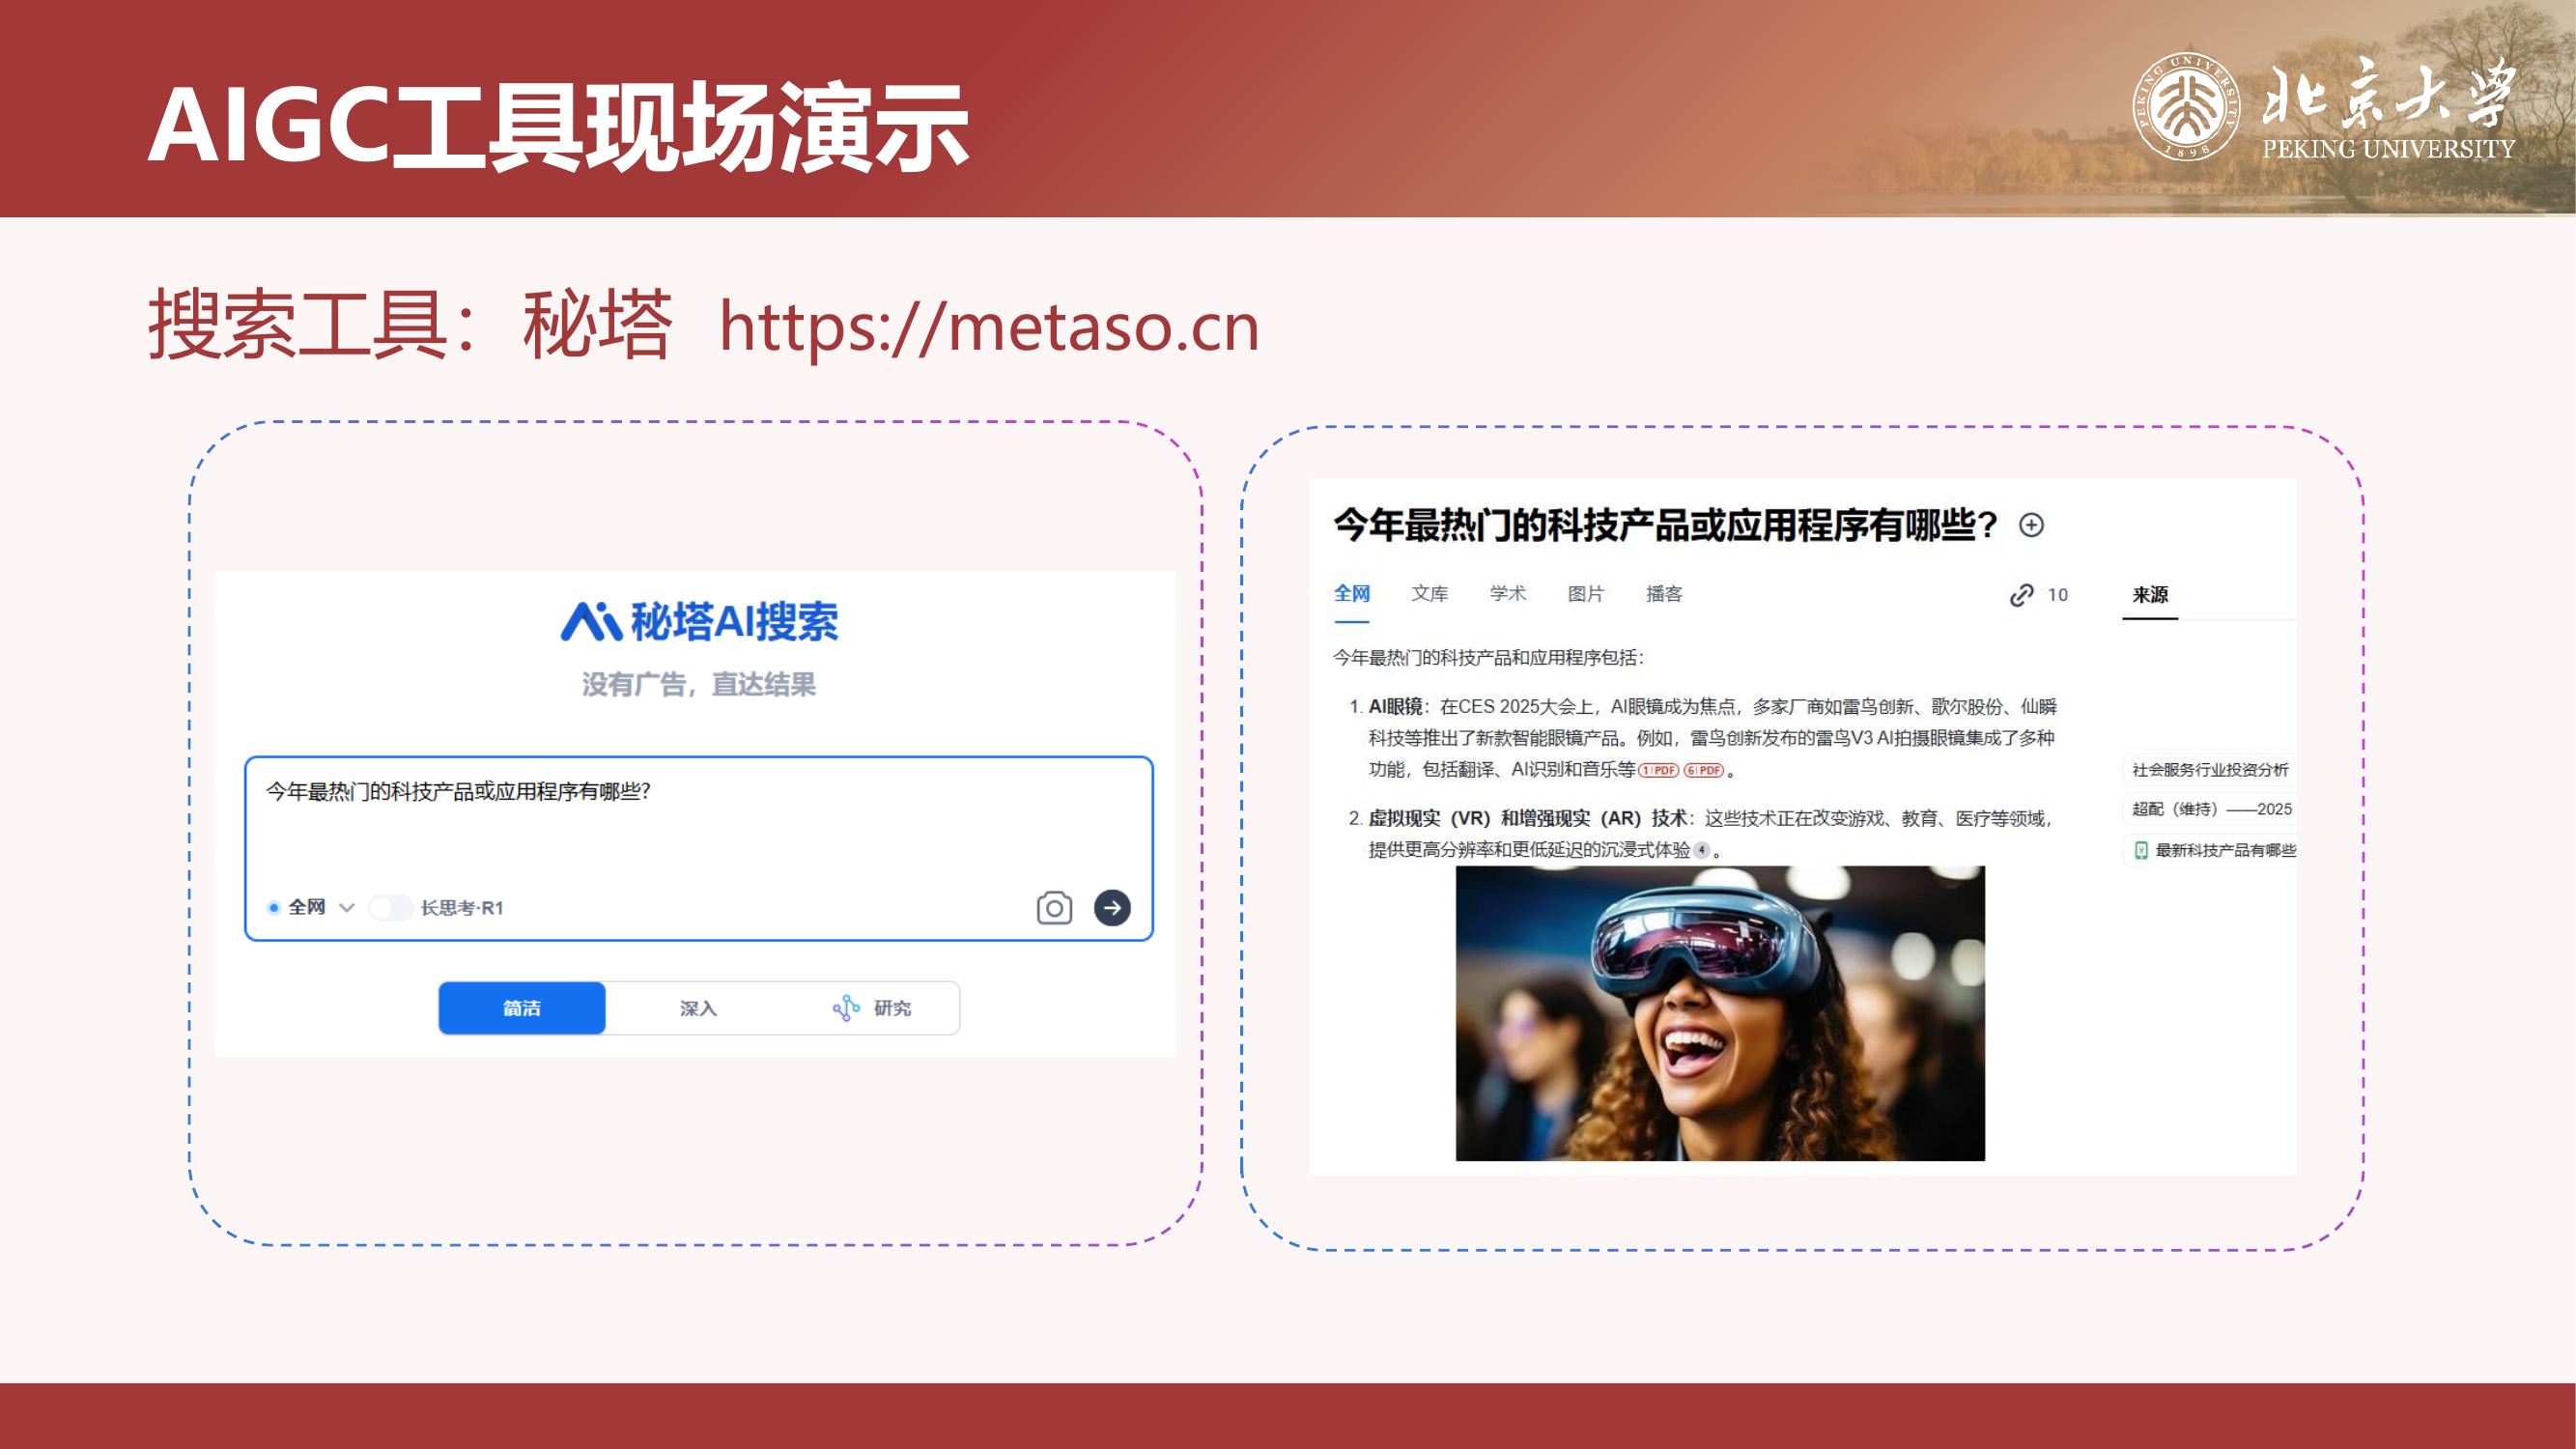 AIGC工具现场演示
PEKING UNIVERSITY
1898
北京大学
PEKING UNIVERSITY
搜索工具：秘塔 https://metaso.cn
秘塔AI搜索
没有广告，直达结果
今年最热门的科技产品或应用程序有哪些？
全网 长思考·R1
简洁 深入 研究
今年最热门的科技产品或应用程序有哪些？
全网 文库 学术 图片 播客 10
今年最热门的科技产品和应用程序包括：
1. AI眼镜：在CES 2025大会上，AI眼镜成为焦点，多家厂商如雷鸟创新、歌尔股份、仙瞬
科技等推出了新款智能眼镜产品。例如，雷鸟创新发布的雷鸟V3 AI拍摄眼镜集成了多种
功能，包括翻译、AI识别和音乐等 1|PDF 6|PDF 。
2. 虚拟现实（VR）和增强现实（AR）技术：这些技术正在改变游戏、教育、医疗等领域，
提供更高分辨率和更低延迟的沉浸式体验 4 。
来源
社会服务行业投资分析
超配（维持）——2025
最新科技产品有哪些